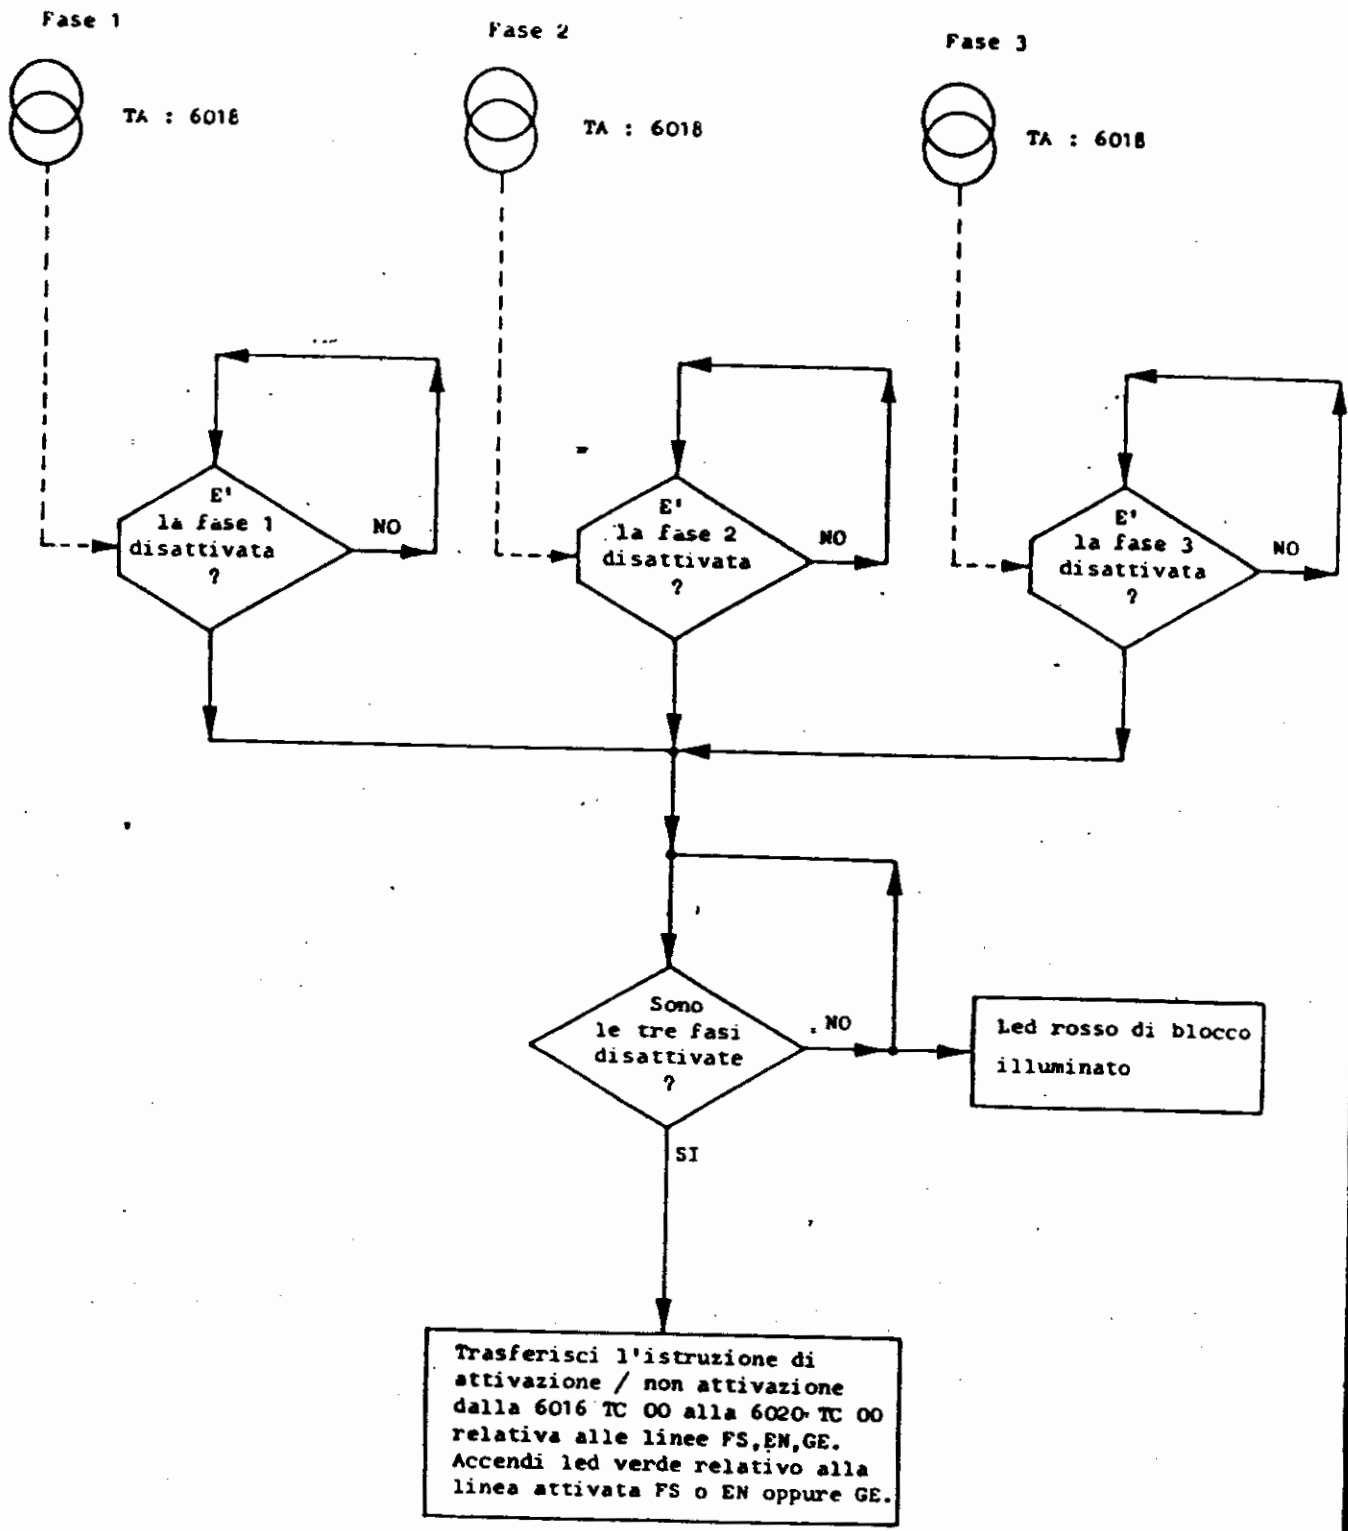 Fase 1
Fase 2
Fase 3
TA : 6018
TA : 6018
TA : 6018
E'
la fase 1
disattivata
?
NO
E'
la fase 2
disattivata
?
NO
E'
la fase 3
disattivata
?
NO
Sono
le tre fasi
disattivate
?
NO
Led rosso di blocco
illuminato
SI
Trasferisci l'istruzione di
attivazione / non attivazione
dalla 6016 TC 00 alla 6020 TC 00
relativa alle linee FS,EN,GE.
Accendi led verde relativo alla
linea attivata FS o EN oppure GE.